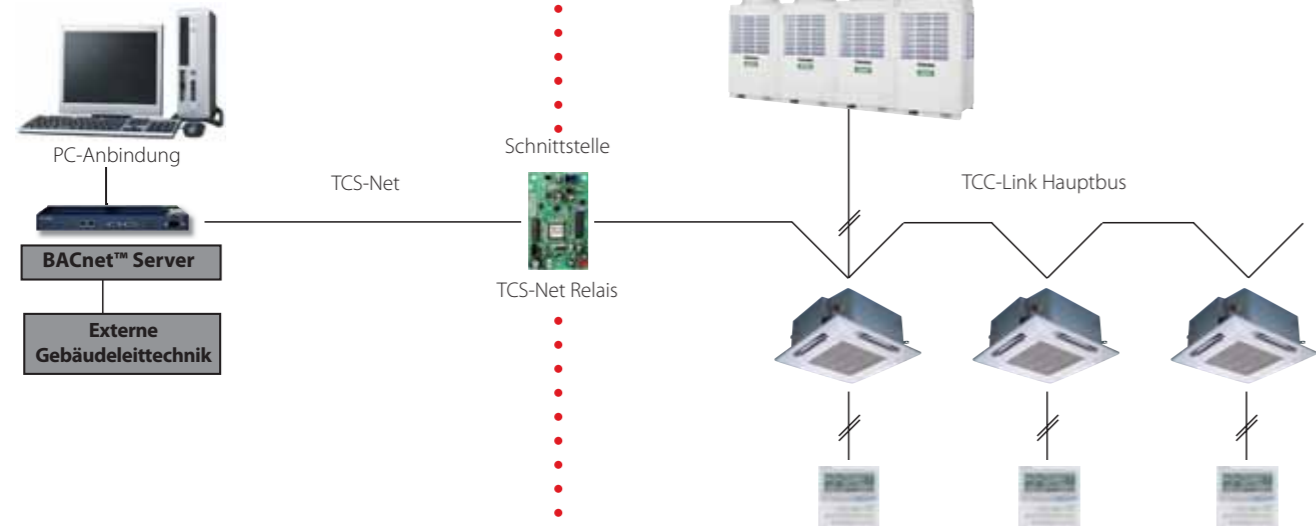 PC-Anbindung
TCS-Net
Schnittstelle
TCC-Link Hauptbus
BACnet™ Server
TCS-Net Relais
Externe
Gebäudeleittechnik